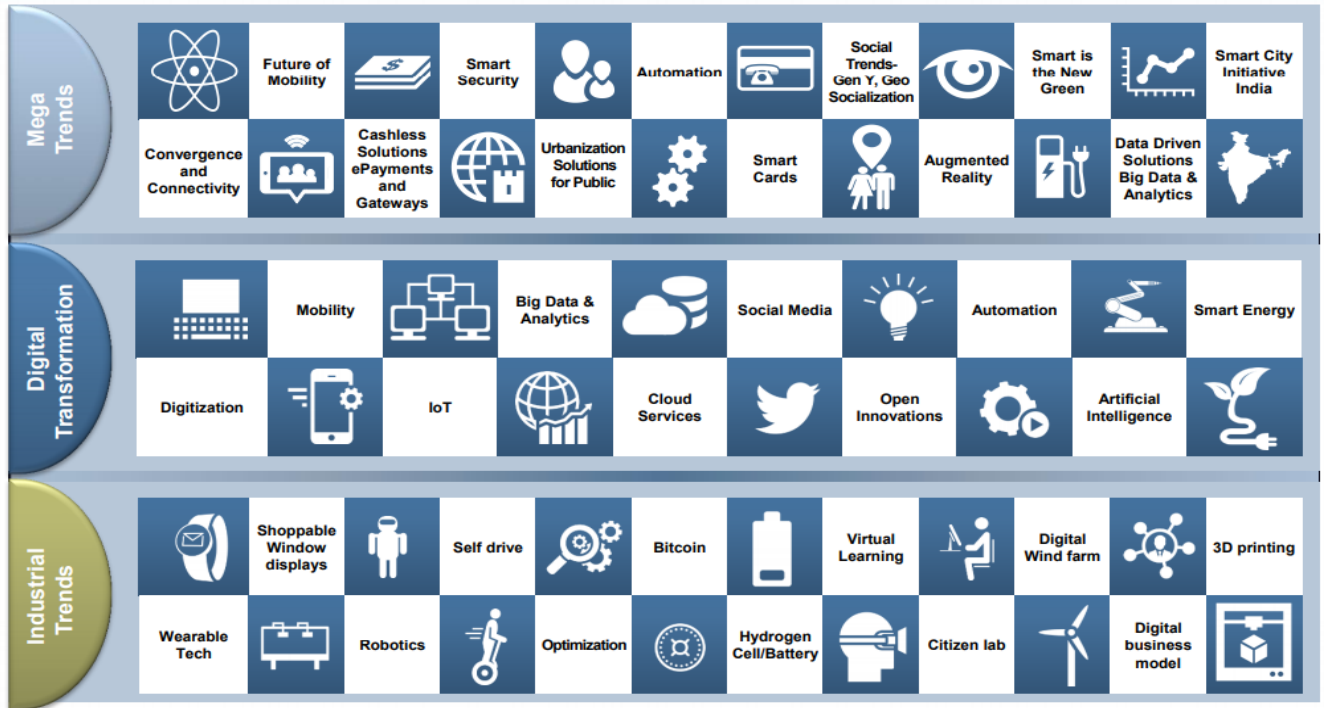 Mega
Trends
Future of
Mobility
$
Smart
Security
Automation
Social
Trends-
Gen Y, Geo
Socialization
Smart is
the New
Green
Smart City
Initiative
India
Convergence
and
Connectivity
Cashless
Solutions
ePayments
and
Gateways
Urbanization
Solutions
for Public
Smart
Cards
Augmented
Reality
Data Driven
Solutions
Big Data &
Analytics
Digital
Transformation
Mobility
Big Data &
Analytics
Social Media
Automation
Smart Energy
Digitization
IoT
Cloud
Services
Open
Innovations
Artificial
Intelligence
Industrial
Trends
Shoppable
Window
displays
Self drive
Bitcoin
Virtual
Learning
Digital
Wind farm
3D printing
Wearable
Tech
Robotics
Optimization
Hydrogen
Cell/Battery
Citizen lab
Digital
business
model